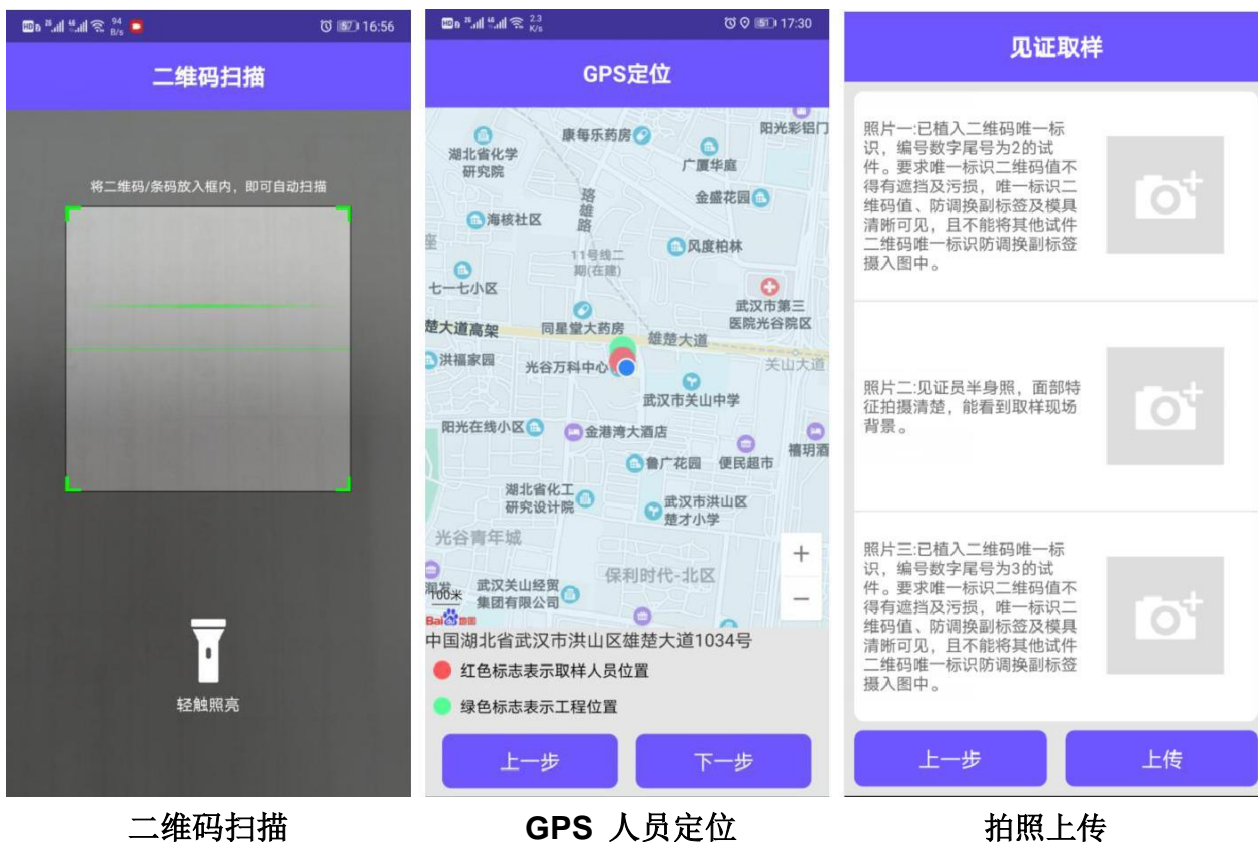 HD 2G 4G 94 B/s 57 16:56
二维码扫描
将二维码/条码放入框内，即可自动扫描
轻触照亮
二维码扫描
HD 2G 4G 2.3 K/s 51 17:30
GPS定位
康每乐药房
阳光彩铝门
湖北省化学
研究院
广厦华庭
珞
雄
路
金盛花园
海核社区
座
11号线二
期(在建)
风度柏林
七一七小区
武汉市第三
医院光谷院区
楚大道高架
同星堂大药房
雄楚大道
洪福家园
光谷万科中心
关山大道
武汉市关山中学
阳光在线小区
金港湾大酒店
禧玥酒
鲁广花园
便民超市
湖北省化工
研究设计院
武汉市洪山区
楚才小学
光谷青年城
保利时代-北区
武汉关山经贸
集团有限公司
100米
Bai 地图
+
−
中国湖北省武汉市洪山区雄楚大道1034号
红色标志表示取样人员位置
绿色标志表示工程位置
上一步
下一步
GPS 人员定位
见证取样
照片一:已植入二维码唯一标
识，编号数字尾号为2的试
件。要求唯一标识二维码值不
得有遮挡及污损，唯一标识二
维码值、防调换副标签及模具
清晰可见，且不能将其他试件
二维码唯一标识防调换副标签
摄入图中。
照片二:见证员半身照，面部特
征拍摄清楚，能看到取样现场
背景。
照片三:已植入二维码唯一标
识，编号数字尾号为3的试
件。要求唯一标识二维码值不
得有遮挡及污损，唯一标识二
维码值、防调换副标签及模具
清晰可见，且不能将其他试件
二维码唯一标识防调换副标签
摄入图中。
上一步
上传
拍照上传